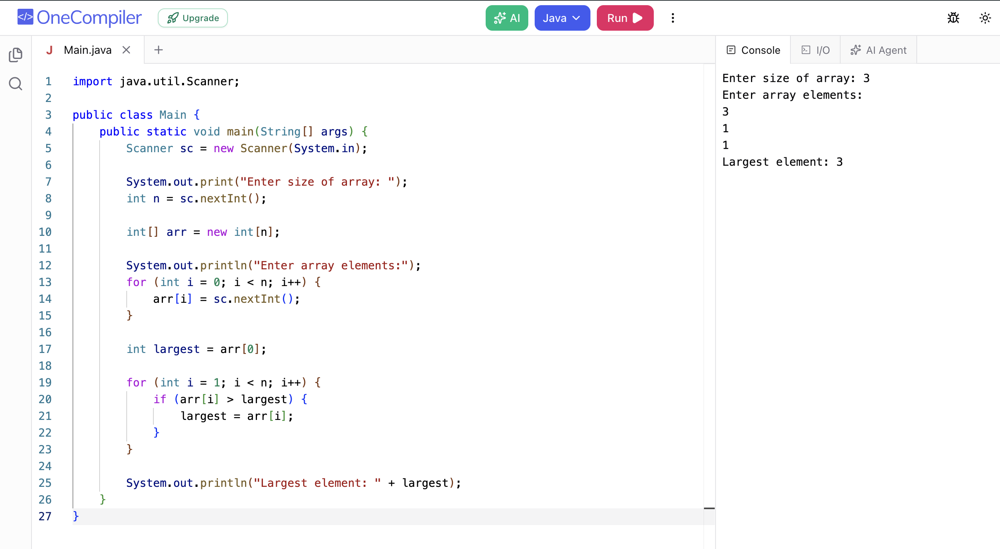 </> OneCompiler Upgrade AI Java Run
J Main.java
Console I/O AI Agent
1 import java.util.Scanner;
2
3 public class Main {
4     public static void main(String[] args) {
5         Scanner sc = new Scanner(System.in);
6
7         System.out.print("Enter size of array: ");
8         int n = sc.nextInt();
9
10         int[] arr = new int[n];
11
12         System.out.println("Enter array elements:");
13         for (int i = 0; i < n; i++) {
14             arr[i] = sc.nextInt();
15         }
16
17         int largest = arr[0];
18
19         for (int i = 1; i < n; i++) {
20             if (arr[i] > largest) {
21                 largest = arr[i];
22             }
23         }
24
25         System.out.println("Largest element: " + largest);
26     }
27 }
Enter size of array: 3
Enter array elements:
3
1
1
Largest element: 3